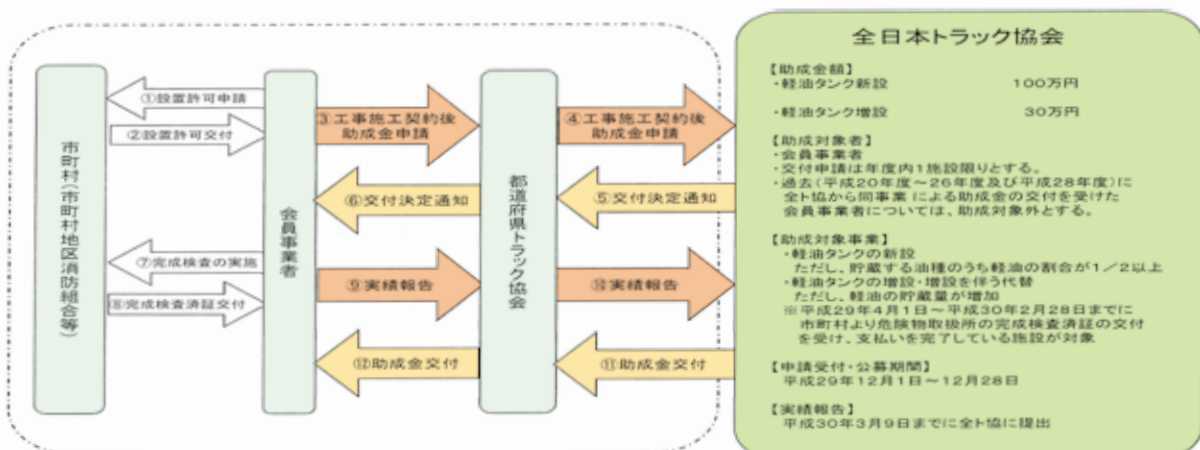 市町村(市町村地区消防組合等)
①設置許可申請
②設置許可交付
⑦完成検査の実施
⑧完成検査済証交付
会員事業者
③工事施工契約後
助成金申請
⑥交付決定通知
⑨実績報告
⑫助成金交付
都道府県トラック協会
④工事施工契約後
助成金申請
⑤交付決定通知
⑩実績報告
⑪助成金交付
全日本トラック協会
【助成金額】
・軽油タンク新設 100万円
・軽油タンク増設 30万円
【助成対象者】
・会員事業者
・交付申請は年度内1施設限りとする。
・過去(平成20年度~26年度及び平成28年度)に
全ト協から同事業による助成金の交付を受けた
会員事業者については、助成対象外とする。
【助成対象事業】
・軽油タンクの新設
ただし、貯蔵する油種のうち軽油の割合が1/2以上
・軽油タンクの増設・増設を伴う代替
ただし、軽油の貯蔵量が増加
※平成29年4月1日~平成30年2月28日までに
市町村より危険物取扱所の完成検査済証の交付
を受け、支払いを完了している施設が対象
【申請受付・公募期間】
平成29年12月1日~12月28日
【実績報告】
平成30年3月9日までに全ト協に提出